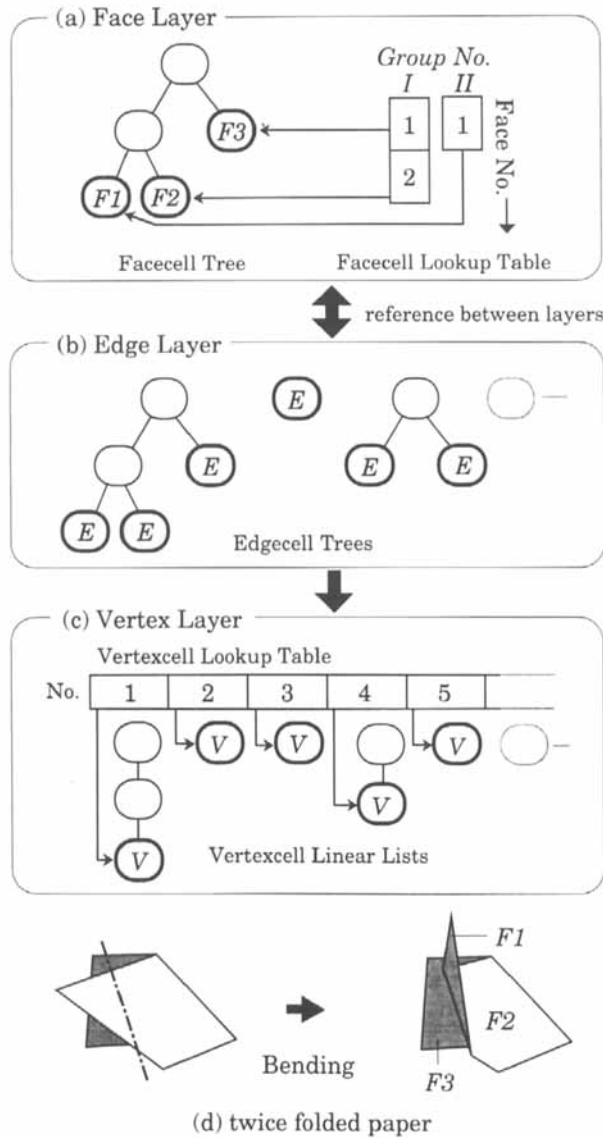 (a) Face Layer
Group No.
I II
F3
1 1
Face No.
2
F1 F2
Facecell Tree Facecell Lookup Table
reference between layers
(b) Edge Layer
E
E E E
E E
Edgecell Trees
(c) Vertex Layer
Vertexcell Lookup Table
No. 1 2 3 4 5
V V V
V
V
Vertexcell Linear Lists
F1
F2
F3
Bending
(d) twice folded paper